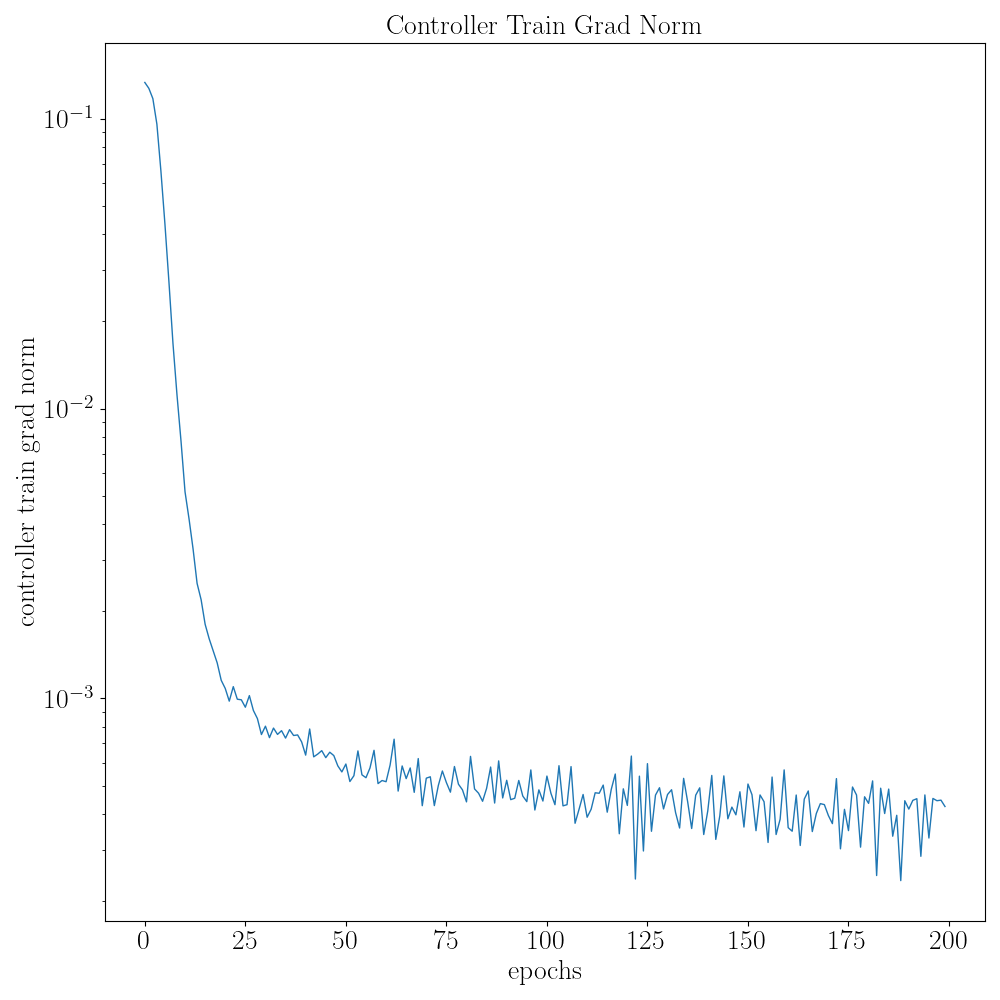 Controller Train Grad Norm
controller train grad norm
10⁻¹
10⁻²
10⁻³
0 25 50 75 100 125 150 175 200
epochs